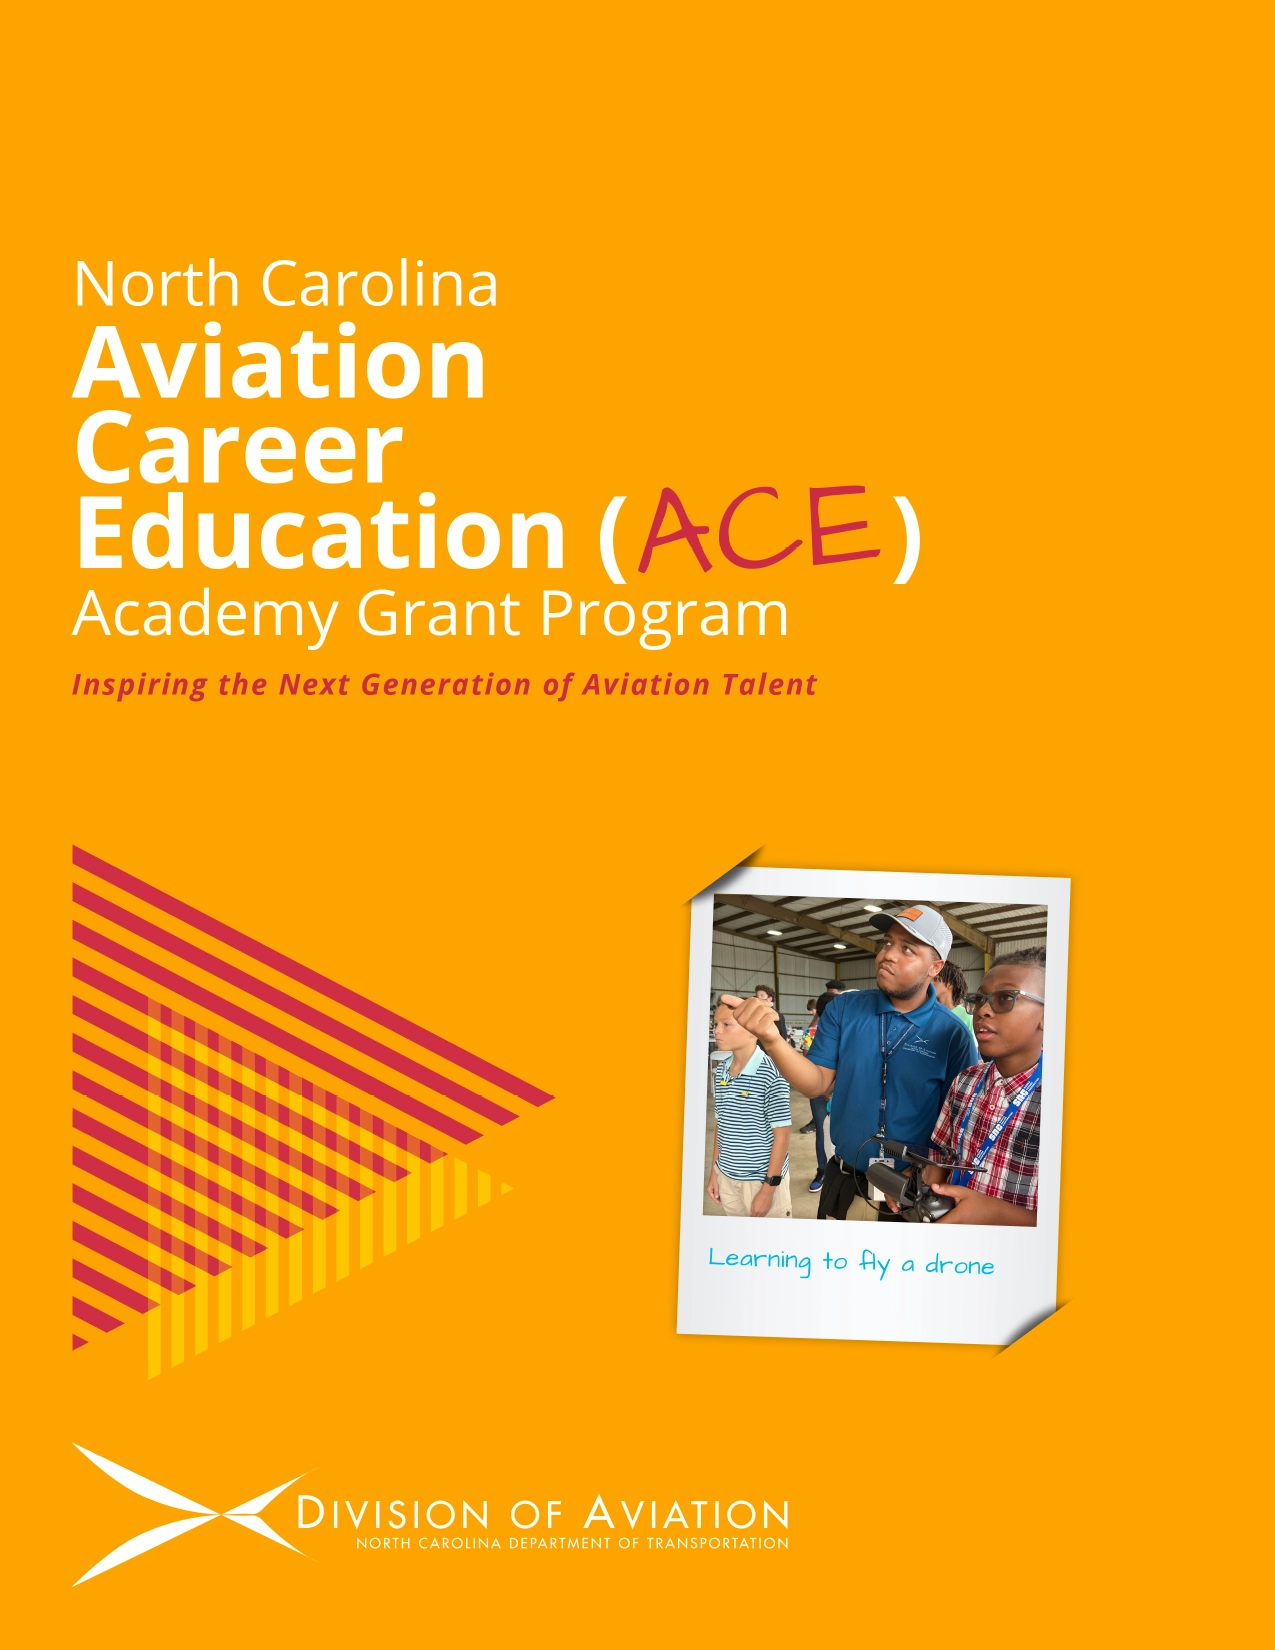 North Carolina
Aviation
Career
Education (ACE)
Academy Grant Program
Inspiring the Next Generation of Aviation Talent
Learning to fly a drone
DIVISION OF AVIATION
NORTH CAROLINA DEPARTMENT OF TRANSPORTATION